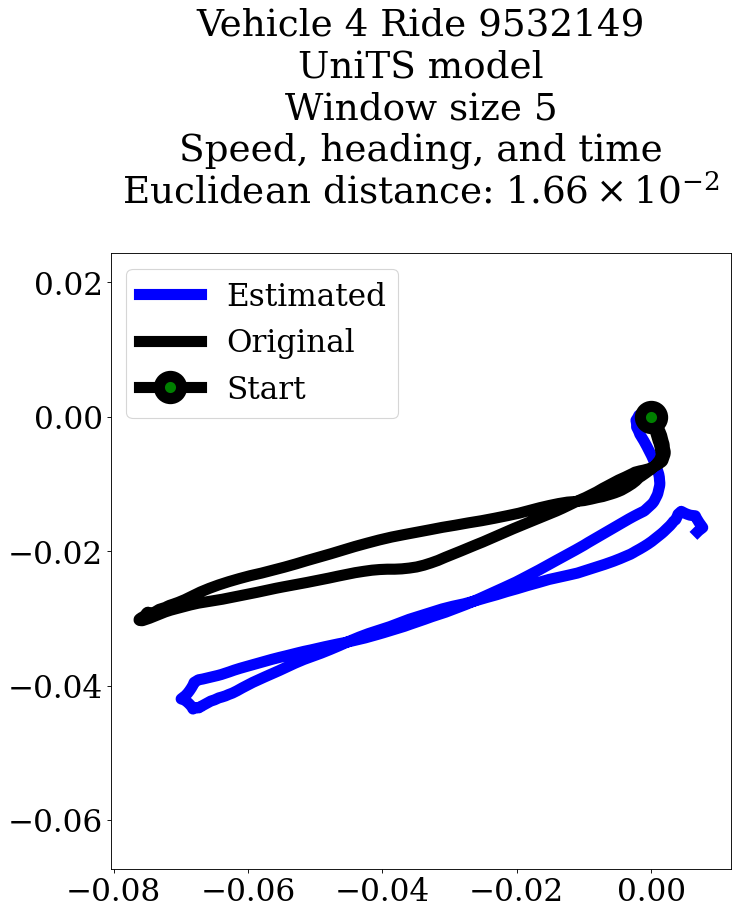 Vehicle 4 Ride 9532149
UniTS model
Window size 5
Speed, heading, and time
Euclidean distance: 1.66 × 10⁻²
Estimated
Original
Start
0.02
0.00
−0.02
−0.04
−0.06
−0.08 −0.06 −0.04 −0.02 0.00